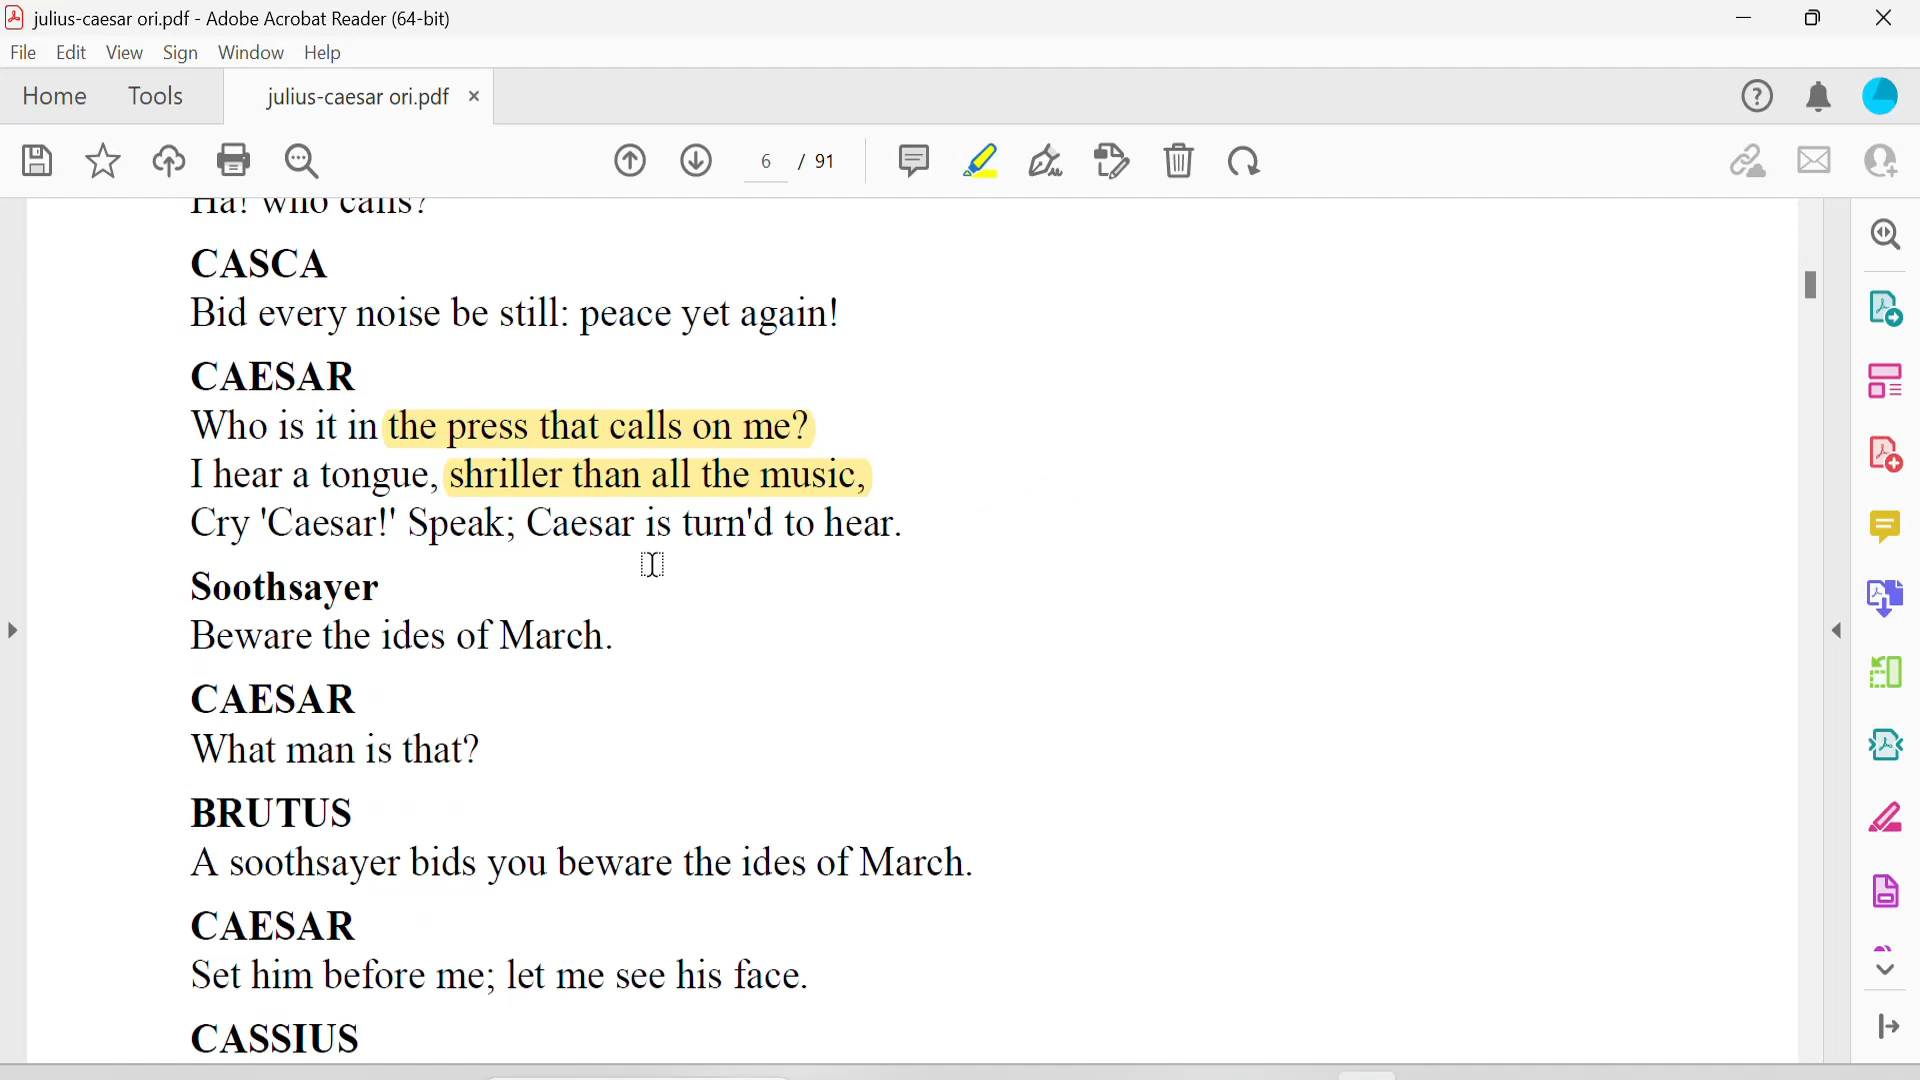 julius-caesar ori.pdf - Adobe Acrobat Reader (64-bit)
File Edit View Sign Window Help
Home Tools julius-caesar ori.pdf ×
6 / 91
Ha! who calls?
CASCA
Bid every noise be still: peace yet again!
CAESAR
Who is it in the press that calls on me?
I hear a tongue, shriller than all the music,
Cry 'Caesar!' Speak; Caesar is turn'd to hear.
Soothsayer
Beware the ides of March.
CAESAR
What man is that?
BRUTUS
A soothsayer bids you beware the ides of March.
CAESAR
Set him before me; let me see his face.
CASSIUS